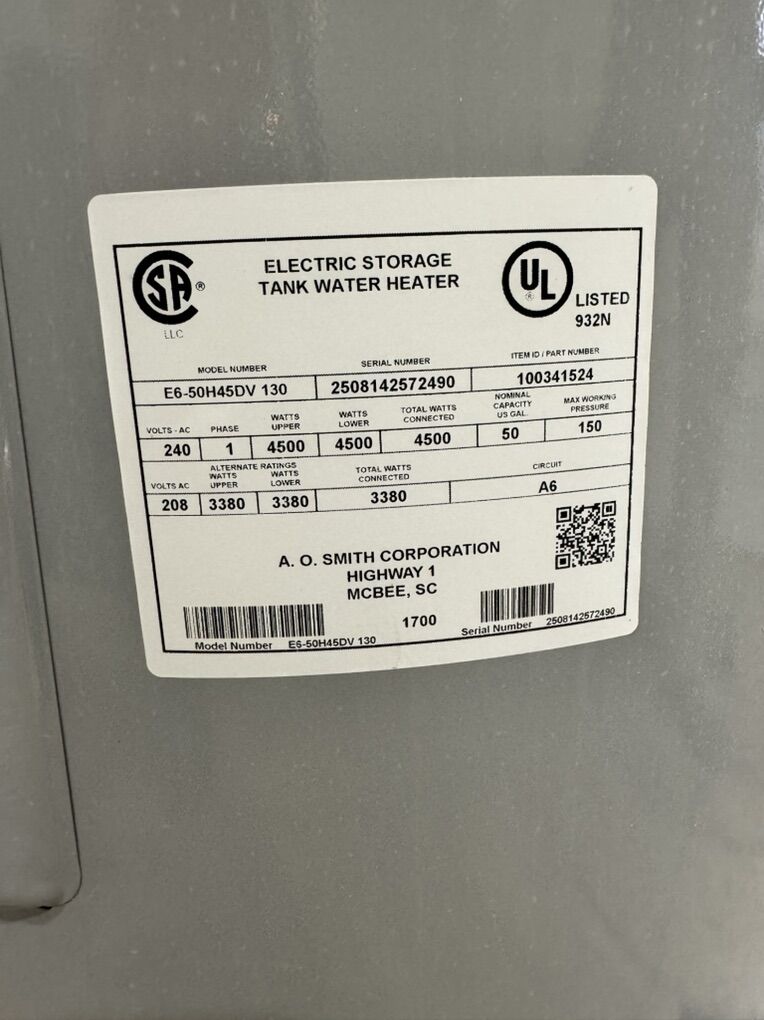 SA®
LLC
ELECTRIC STORAGE
TANK WATER HEATER
UL®
LISTED
932N
MODEL NUMBER SERIAL NUMBER ITEM ID / PART NUMBER
E6-50H45DV 130 2508142572490 100341524
VOLTS - AC PHASE WATTS UPPER WATTS LOWER TOTAL WATTS CONNECTED NOMINAL CAPACITY US GAL. MAX WORKING PRESSURE
240 1 4500 4500 4500 50 150
ALTERNATE RATINGS
VOLTS AC WATTS UPPER WATTS LOWER TOTAL WATTS CONNECTED CIRCUIT
208 3380 3380 3380 A6
A. O. SMITH CORPORATION
HIGHWAY 1
MCBEE, SC
1700
Model Number E6-50H45DV 130
Serial Number 2508142572490